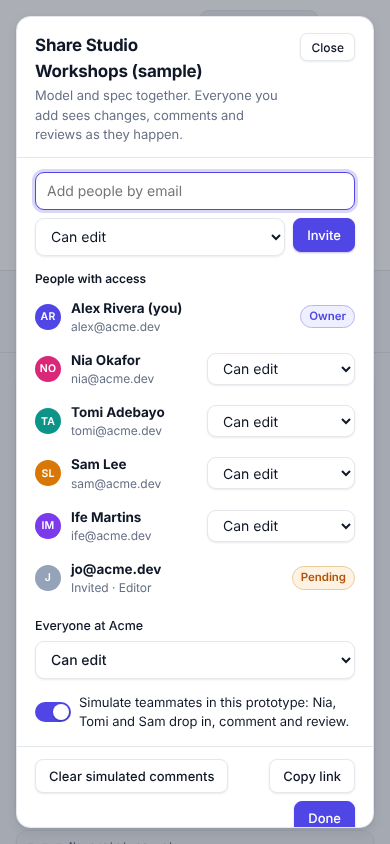 Share Studio
Workshops (sample)
Close
Model and spec together. Everyone you
add sees changes, comments and
reviews as they happen.
Add people by email
Can edit
Invite
People with access
AR
Alex Rivera (you)
alex@acme.dev
Owner
NO
Nia Okafor
nia@acme.dev
Can edit
TA
Tomi Adebayo
tomi@acme.dev
Can edit
SL
Sam Lee
sam@acme.dev
Can edit
IM
Ife Martins
ife@acme.dev
Can edit
J
jo@acme.dev
Invited · Editor
Pending
Everyone at Acme
Can edit
Simulate teammates in this prototype: Nia,
Tomi and Sam drop in, comment and review.
Clear simulated comments
Copy link
Done